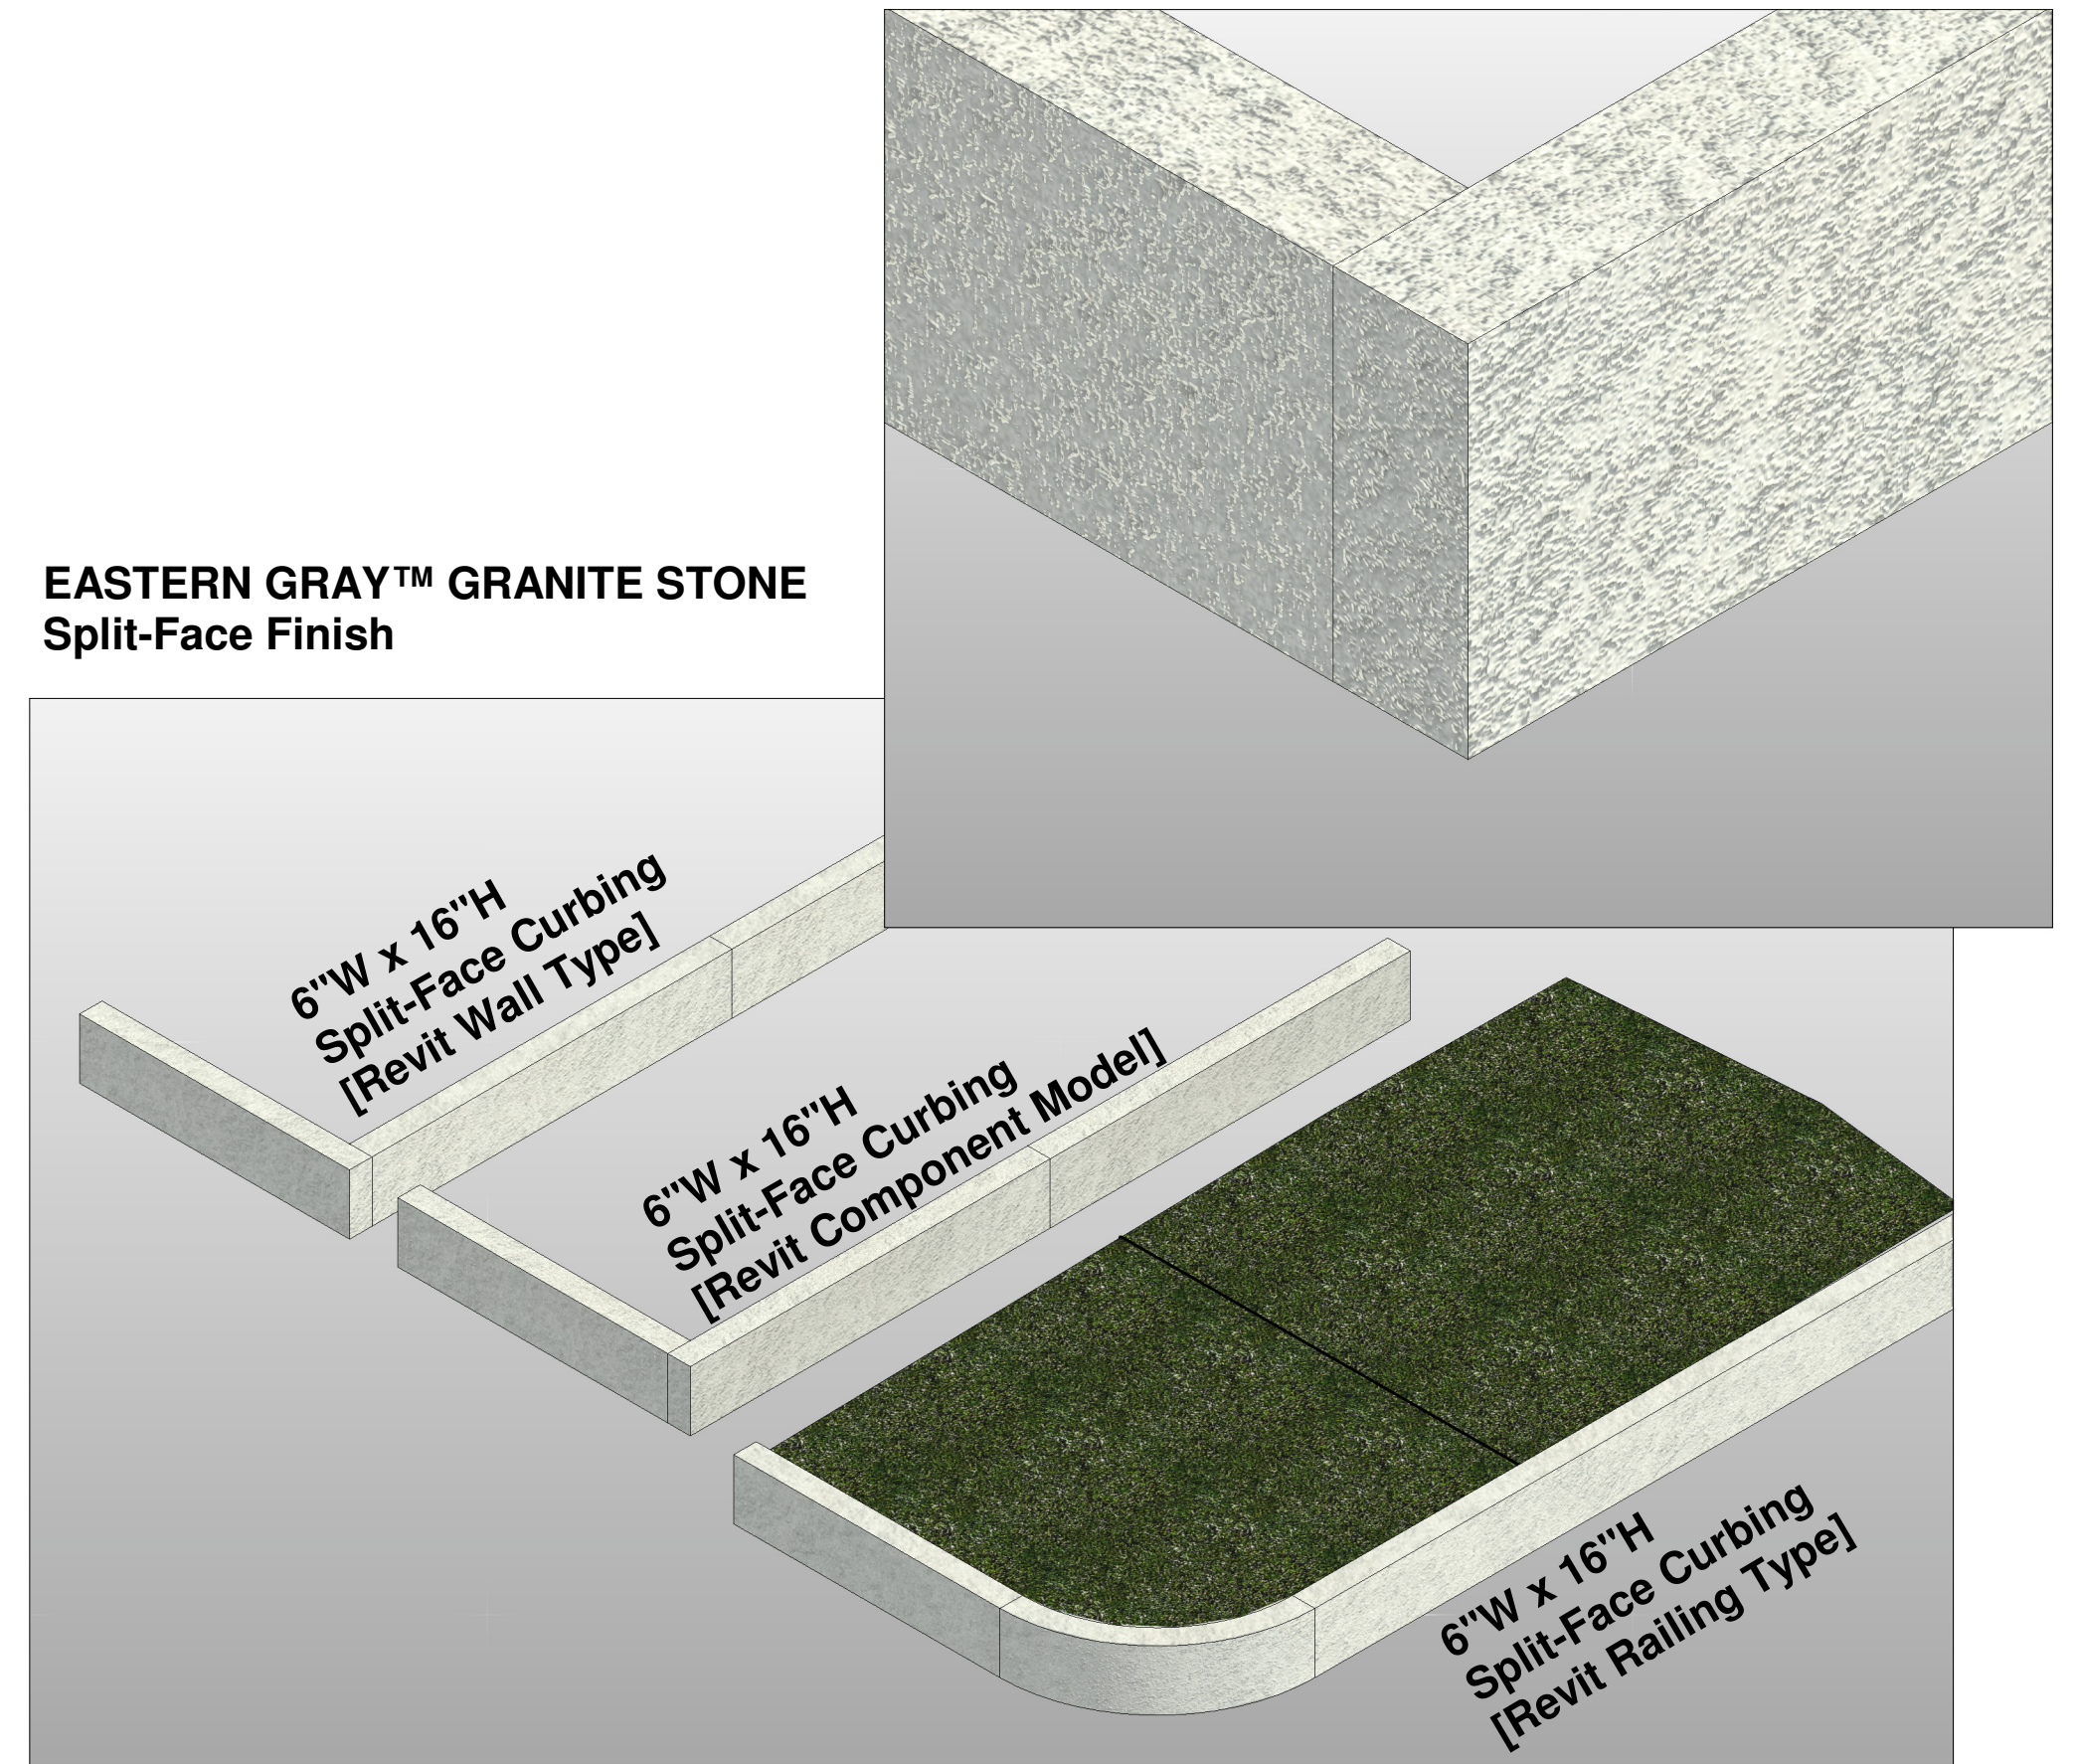 EASTERN GRAY™ GRANITE STONE
Split-Face Finish
6"W x 16"H
Split-Face Curbing
[Revit Wall Type]
6"W x 16"H
Split-Face Curbing
[Revit Component Model]
6"W x 16"H
Split-Face Curbing
[Revit Railing Type]